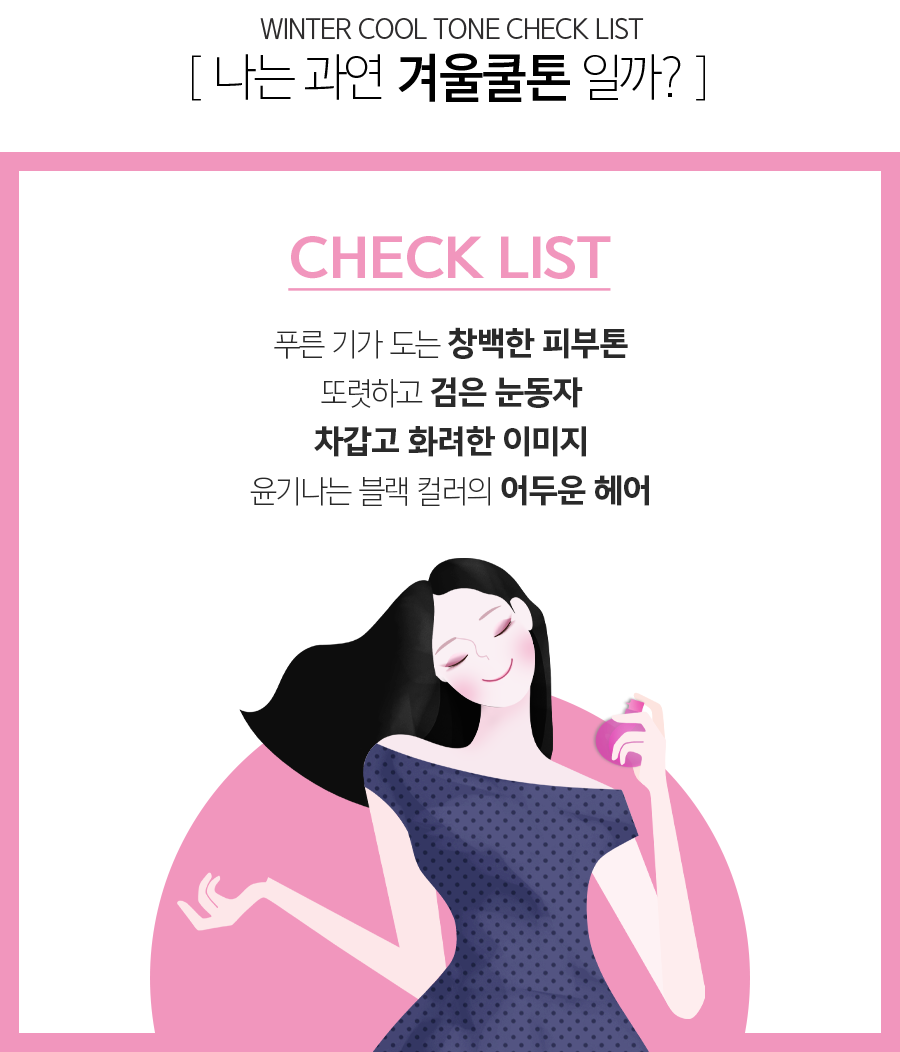 WINTER COOL TONE CHECK LIST
[ 나는 과연 겨울쿨톤 일까? ]
CHECK LIST
푸른 기가 도는 창백한 피부톤
또렷하고 검은 눈동자
차갑고 화려한 이미지
윤기나는 블랙 컬러의 어두운 헤어